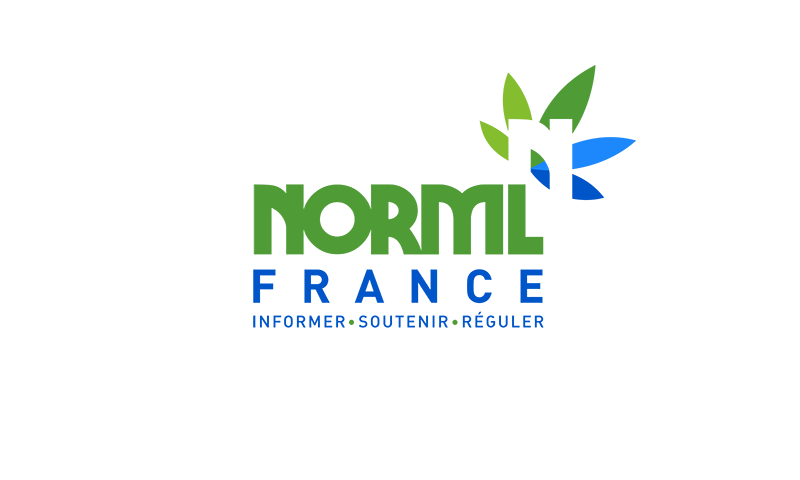 n
NORML
FRANCE
INFORMER • SOUTENIR • RÉGULER